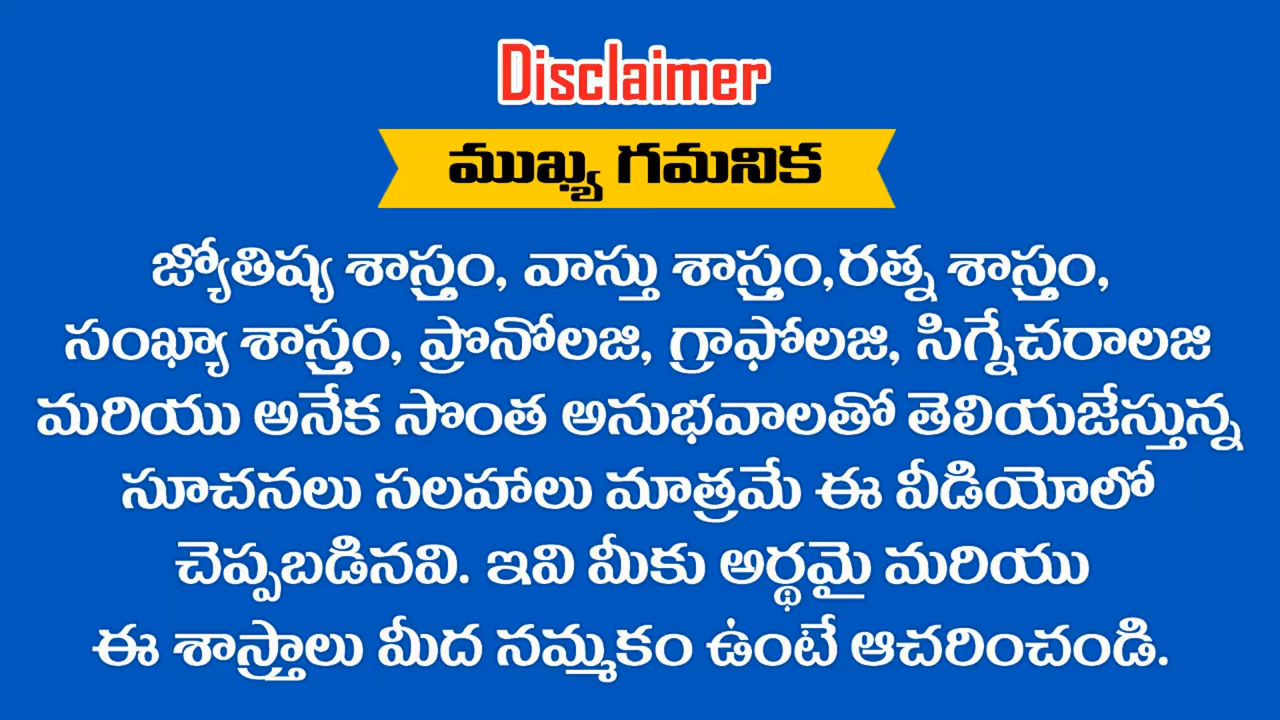 Disclaimer
ముఖ్య గమనిక
జ్యోతిష్య శాస్త్రం, వాస్తు శాస్త్రం,రత్న శాస్త్రం,
సంఖ్యా శాస్త్రం, ప్రొనోలజి, గ్రాఫోలజి, సిగ్నేచరాలజి
మరియు అనేక సొంత అనుభవాలతో తెలియజేస్తున్న
సూచనలు సలహాలు మాత్రమే ఈ వీడియోలో
చెప్పబడినవి. ఇవి మీకు అర్థమై మరియు
ఈ శాస్త్రాలు మీద నమ్మకం ఉంటే ఆచరించండి.